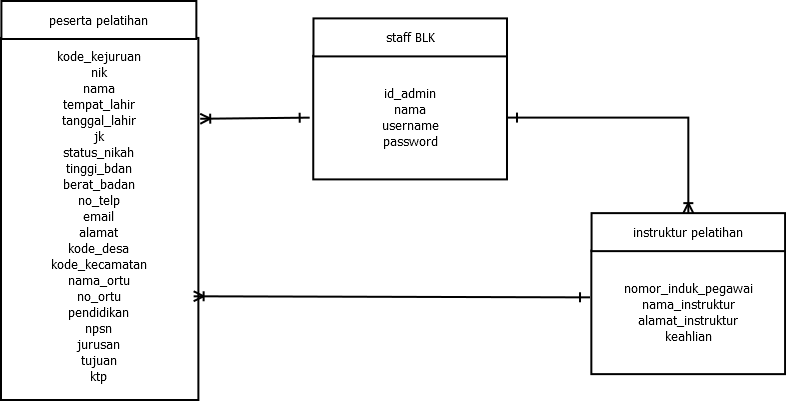 peserta pelatihan
kode_kejuruan
nik
nama
tempat_lahir
tanggal_lahir
jk
status_nikah
tinggi_bdan
berat_badan
no_telp
email
alamat
kode_desa
kode_kecamatan
nama_ortu
no_ortu
pendidikan
npsn
jurusan
tujuan
ktp
staff BLK
id_admin
nama
username
password
instruktur pelatihan
nomor_induk_pegawai
nama_instruktur
alamat_instruktur
keahlian